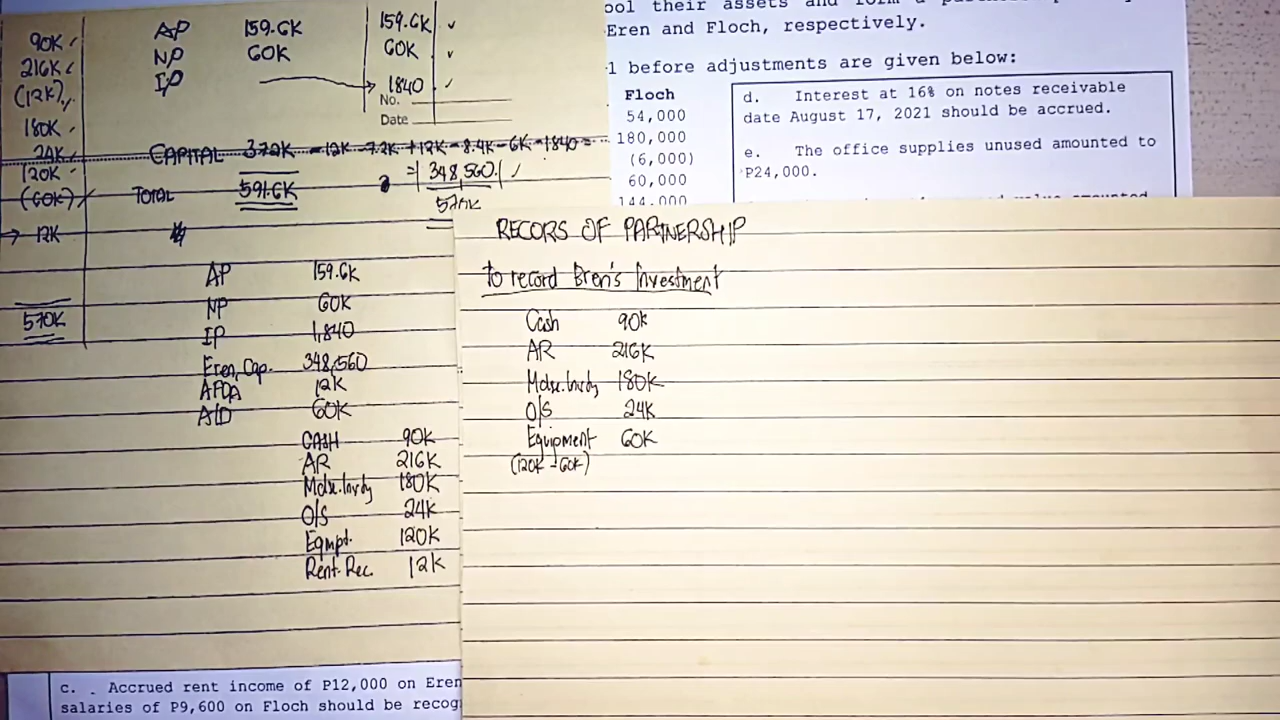 90K
216K
(12K)
180K
24K
120K
(60K)
12K
570K
AP 159.6K 159.6K
NP 60K 60K
IP 1840
No.
Date
CAPITAL 372K -12K -7.2K +12K -8.4K -6K -1840 =
= 348,560
TOTAL 591.6K
570K
AP 159.6K
NP 60K
IP 1,840
Eren, Cap. 348,560
AFDA 12K
A/D 60K
CASH 90K
AR 216K
Mdse. Invty 180K
O/S 24K
Eqmpt. 120K
Rent Rec. 12K
c. . Accrued rent income of P12,000 on Eren
salaries of P9,600 on Floch should be recog
ool their assets and form a
Eren and Floch, respectively.
1 before adjustments are given below:
Floch
54,000
180,000
(6,000)
60,000
144,000
d. Interest at 16% on notes receivable
date August 17, 2021 should be accrued.
e. The office supplies unused amounted to
P24,000.
RECORS OF PARTNERSHIP
to record Eren's Investment
Cash 90K
AR 216K
Mdse. Invty 180K
O/S 24K
Equipment 60K
(120K - 60K)